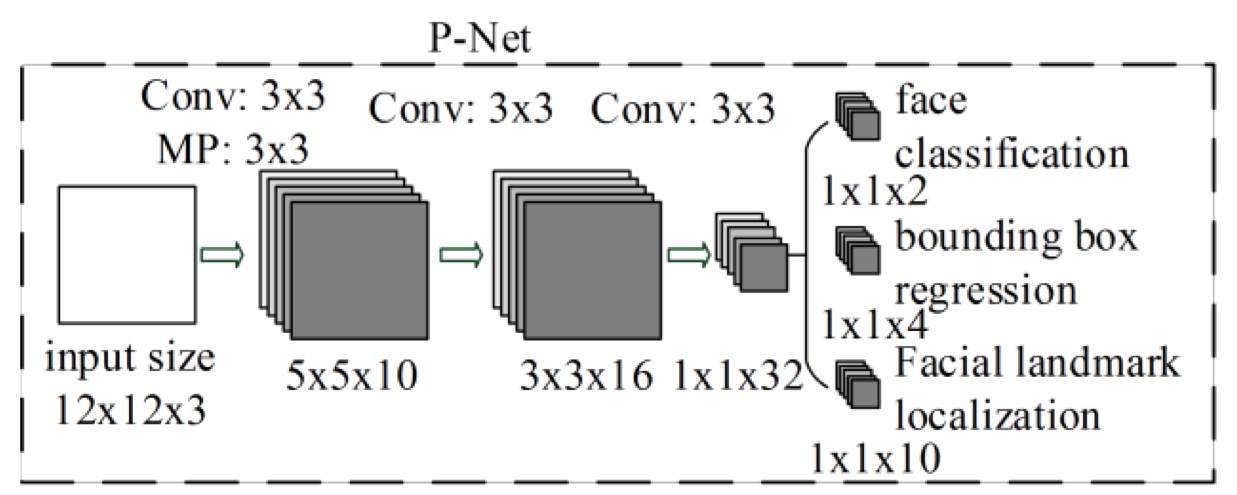 P-Net
Conv: 3x3
MP: 3x3
Conv: 3x3
Conv: 3x3
input size
12x12x3
5x5x10
3x3x16
1x1x32
face
classification
1x1x2
bounding box
regression
1x1x4
Facial landmark
localization
1x1x10